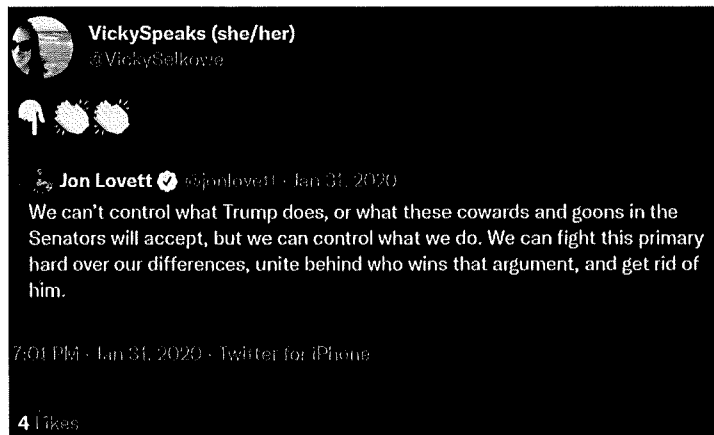 VickySpeaks (she/her)
@VickySelkowe
👇👏👏
Jon Lovett @jonlovett · Jan 31, 2020
We can't control what Trump does, or what these cowards and goons in the
Senators will accept, but we can control what we do. We can fight this primary
hard over our differences, unite behind who wins that argument, and get rid of
him.
7:01 PM · Jan 31, 2020 · Twitter for iPhone
4 Likes